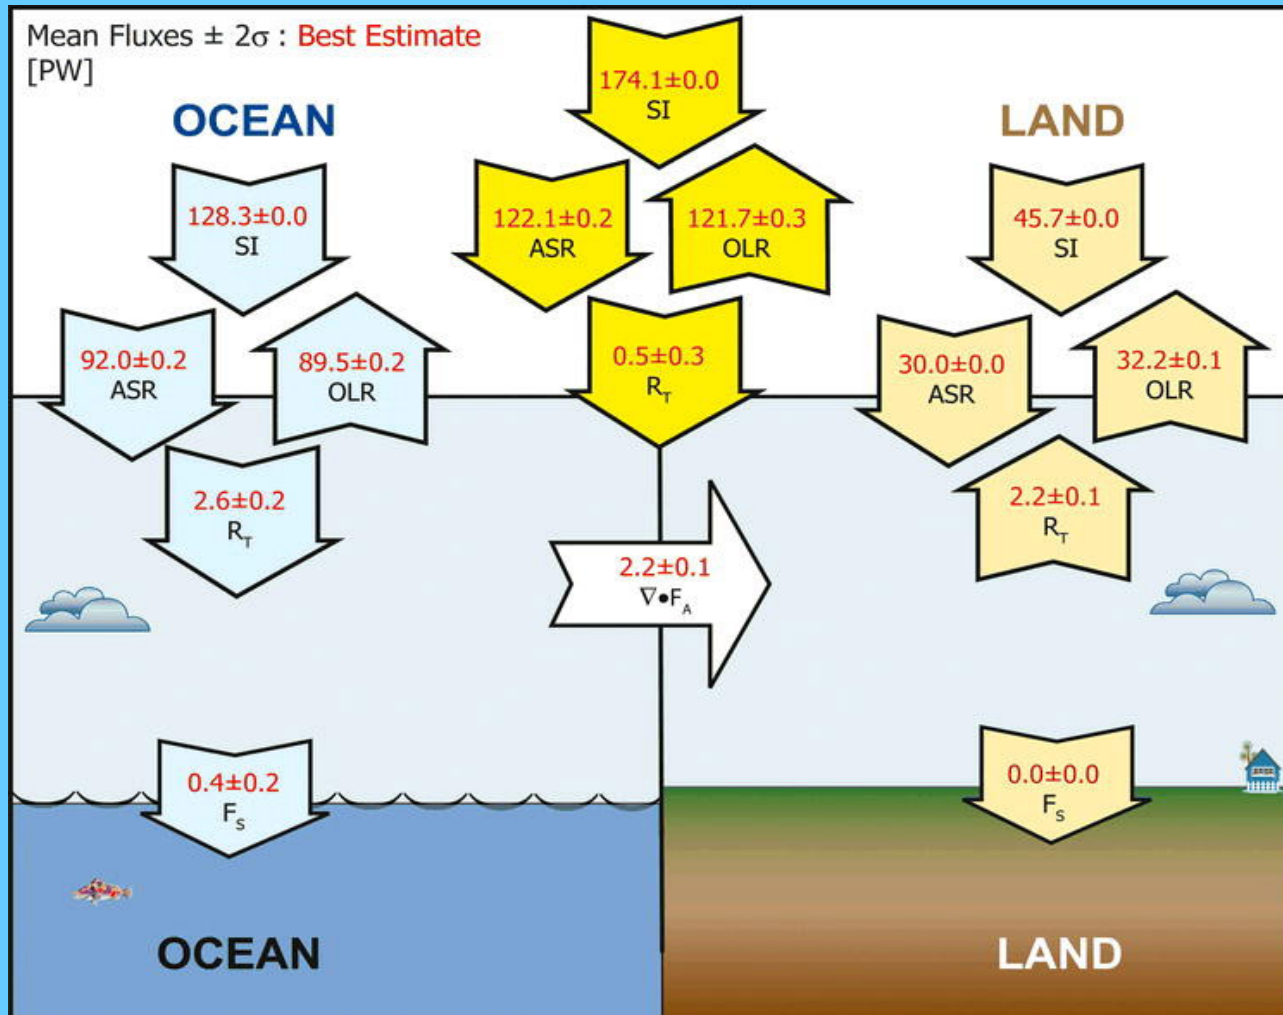 Mean Fluxes ± 2σ : Best Estimate
[PW]
174.1±0.0
SI
OCEAN
LAND
128.3±0.0
SI
122.1±0.2
ASR
121.7±0.3
OLR
45.7±0.0
SI
92.0±0.2
ASR
89.5±0.2
OLR
0.5±0.3
R_T
30.0±0.0
ASR
32.2±0.1
OLR
2.6±0.2
R_T
2.2±0.1
R_T
2.2±0.1
∇•F_A
0.4±0.2
F_S
0.0±0.0
F_S
OCEAN
LAND